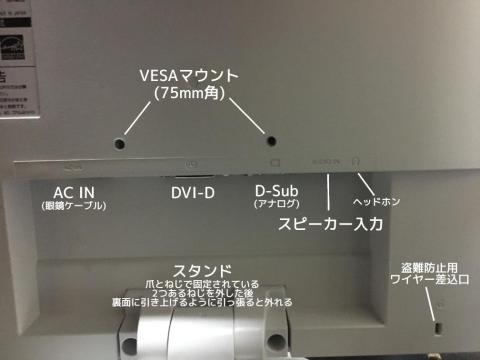 VESAマウント
(75mm角)
AC IN
(眼鏡ケーブル)
DVI-D
D-Sub
(アナログ)
スピーカー入力
ヘッドホン
スタンド
爪とねじで固定されている
2つあるねじを外した後
裏面に引き上げるように引っ張ると外れる
盗難防止用
ワイヤー差込口